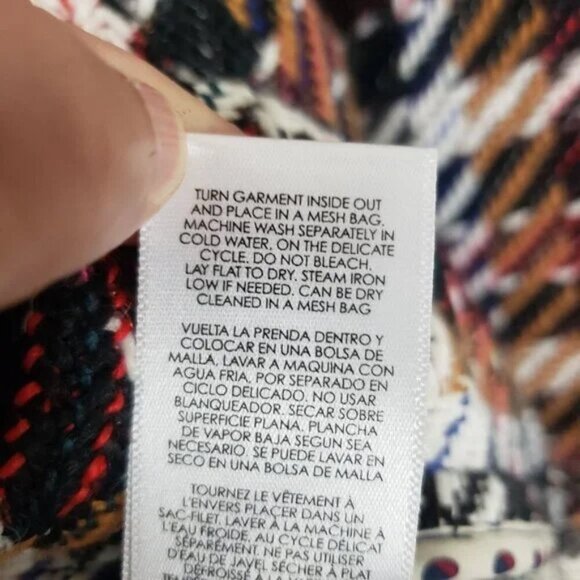 TURN GARMENT INSIDE OUT
AND PLACE IN A MESH BAG.
MACHINE WASH SEPARATELY IN
COLD WATER, ON THE DELICATE
CYCLE. DO NOT BLEACH.
LAY FLAT TO DRY. STEAM IRON
LOW IF NEEDED. CAN BE DRY
CLEANED IN A MESH BAG
VUELTA LA PRENDA DENTRO Y
COLOCAR EN UNA BOLSA DE
MALLA. LAVAR A MAQUINA CON
AGUA FRIA, POR SEPARADO EN
CICLO DELICADO. NO USAR
BLANQUEADOR. SECAR SOBRE
SUPERFICIE PLANA. PLANCHA
DE VAPOR BAJA SEGUN SEA
NECESARIO. SE PUEDE LAVAR EN
SECO EN UNA BOLSA DE MALLA
TOURNEZ LE VÊTEMENT À
L'ENVERS PLACER DANS UN
SAC-FILET. LAVER À LA MACHINE À
L'EAU FROIDE, AU CYCLE DÉLICAT
SÉPARÉMENT. NE PAS UTILISER
D'EAU DE JAVEL SÉCHER À PLAT